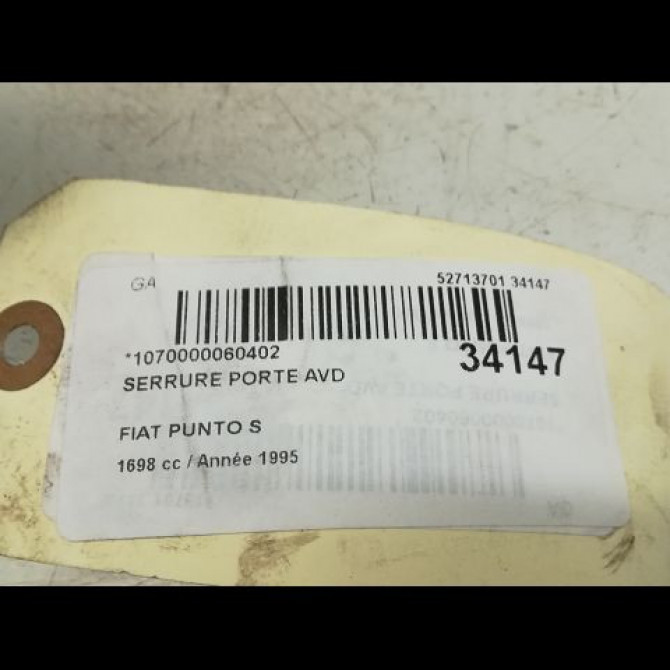 GA 52713701 34147
*1070000060402 34147
SERRURE PORTE AVD
FIAT PUNTO S
1698 cc / Année 1995